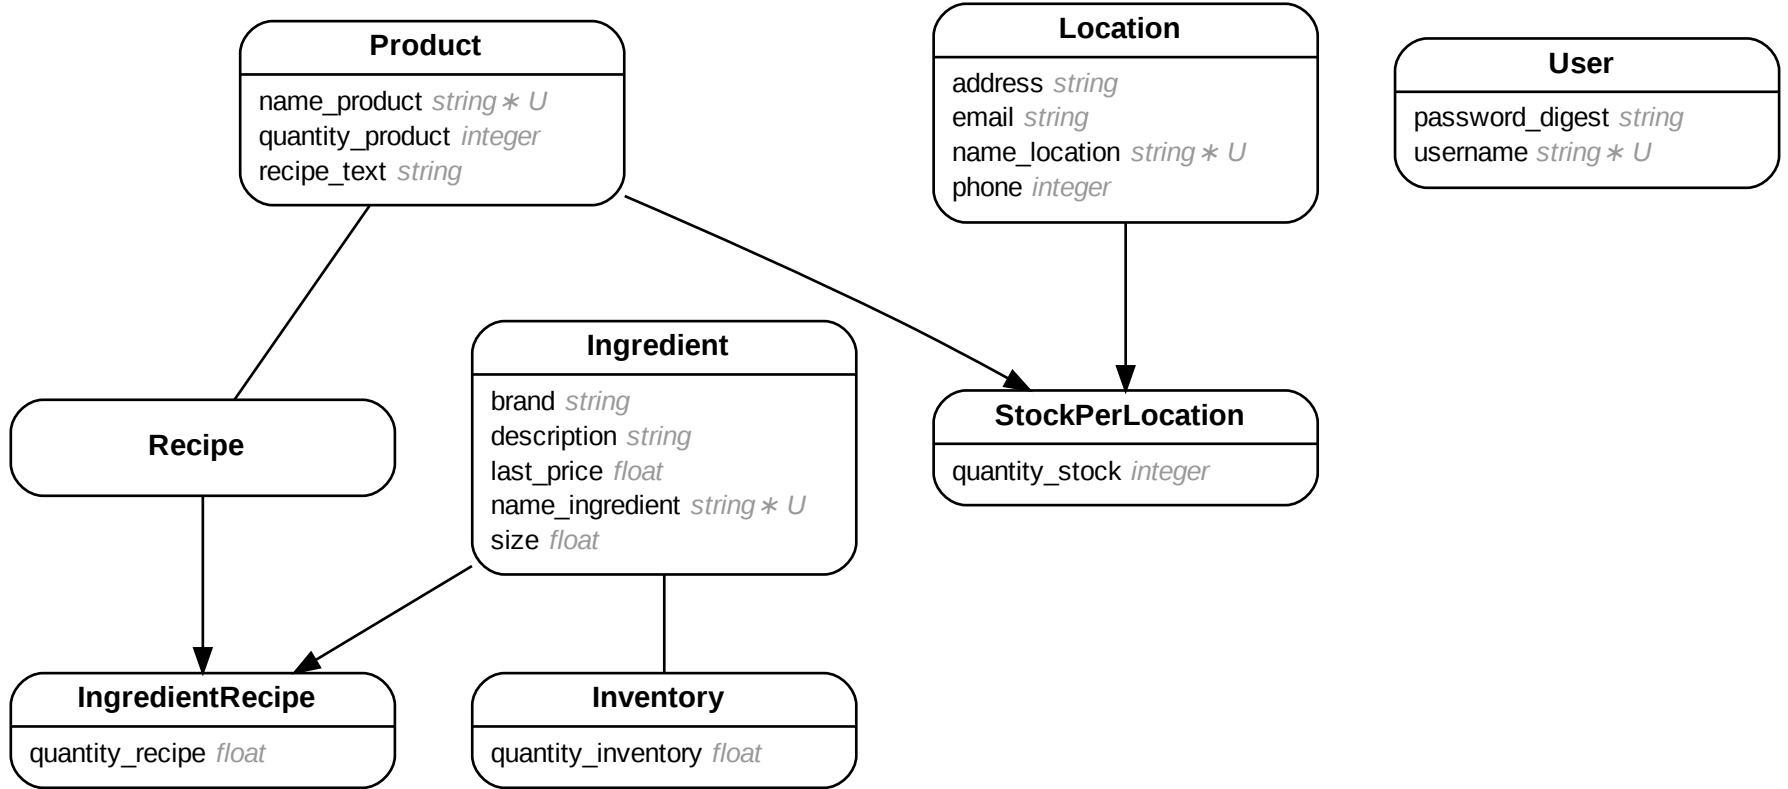 Product
name_product string∗ U
quantity_product integer
recipe_text string
Location
address string
email string
name_location string∗ U
phone integer
User
password_digest string
username string∗ U
Recipe
Ingredient
brand string
description string
last_price float
name_ingredient string∗ U
size float
StockPerLocation
quantity_stock integer
IngredientRecipe
quantity_recipe float
Inventory
quantity_inventory float